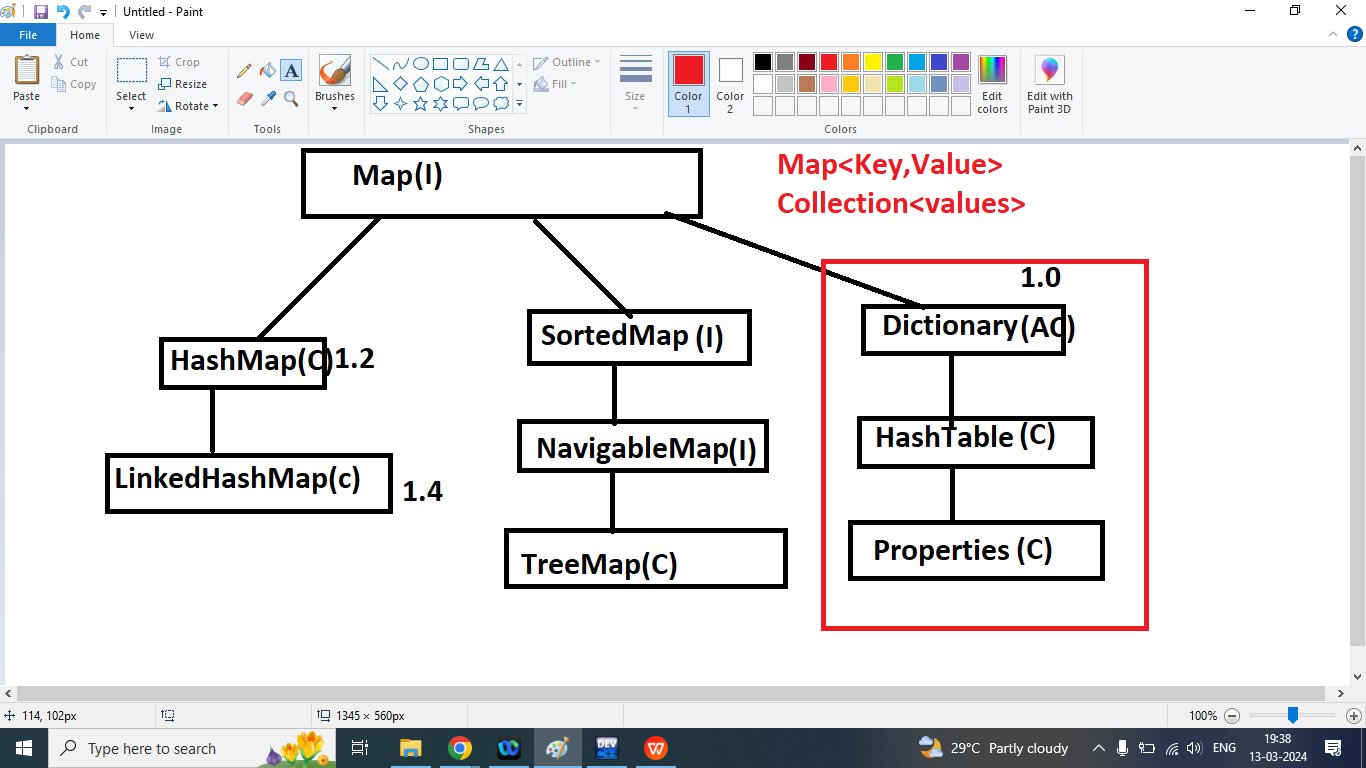 Untitled - Paint
File
Home
View
Paste
Cut
Copy
Clipboard
Select
Crop
Resize
Rotate
Image
A
Tools
Brushes
Outline
Fill
Shapes
Size
Color 1
Color 2
Edit colors
Colors
Edit with Paint 3D
Map(I)
Map<Key,Value>
Collection<values>
1.0
Dictionary(AC)
SortedMap (I)
HashMap(C)1.2
HashTable (C)
NavigableMap(I)
LinkedHashMap(c)
1.4
Properties (C)
TreeMap(C)
114, 102px
1345 × 560px
100%
Type here to search
DEV
29°C Partly cloudy
ENG
19:38
13-03-2024